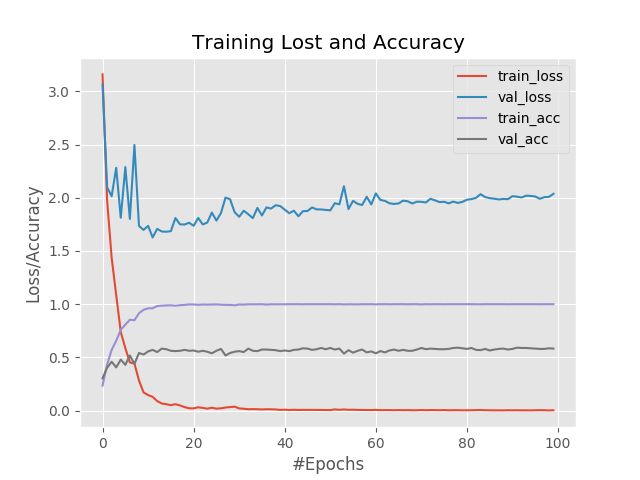 Training Lost and Accuracy
train_loss
val_loss
train_acc
val_acc
Loss/Accuracy
3.0
2.5
2.0
1.5
1.0
0.5
0.0
0 20 40 60 80 100
#Epochs